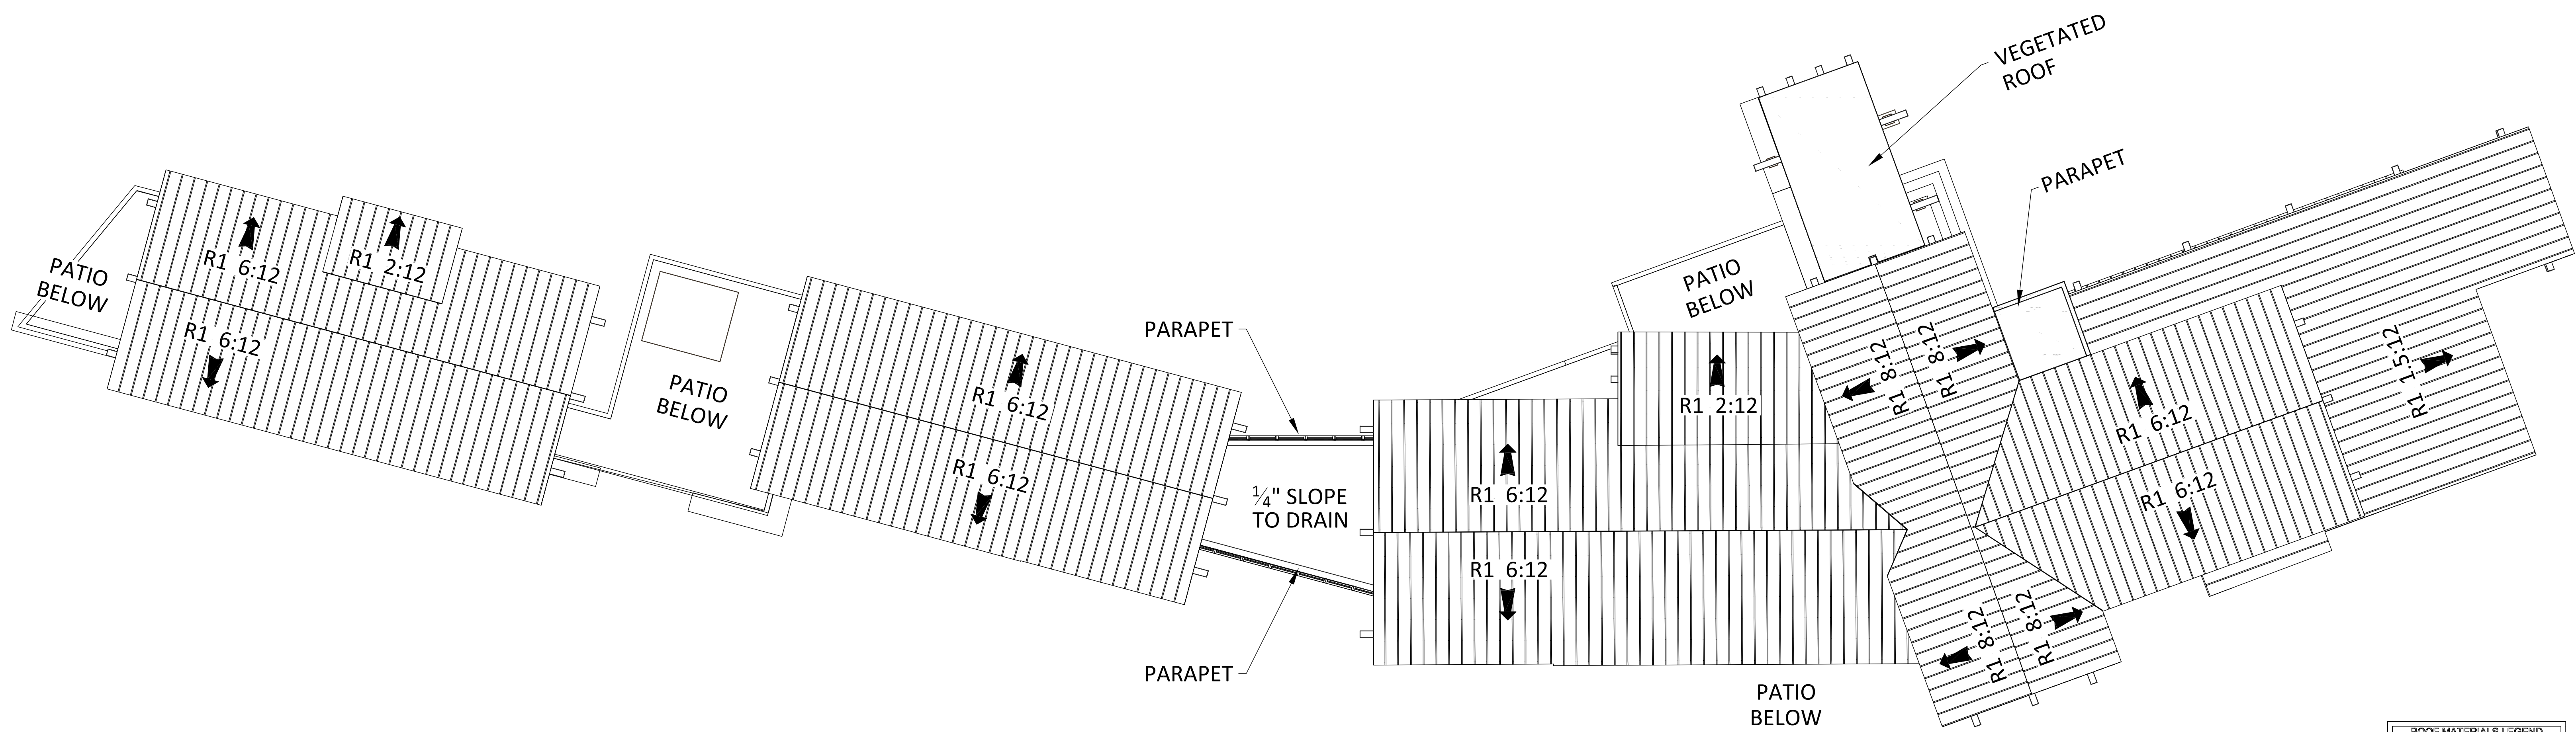 VEGETATED
ROOF
PARAPET
PATIO
BELOW
R1 6:12
R1 2:12
R1 6:12
PATIO
BELOW
R1 6:12
R1 6:12
PARAPET
1/4" SLOPE
TO DRAIN
PARAPET
R1 6:12
R1 6:12
R1 2:12
PATIO
BELOW
PATIO
BELOW
R1 8:12
R1 8:12
R1 8:12
R1 8:12
R1 6:12
R1 6:12
R1 1.5:12
ROOF MATERIALS LEGEND